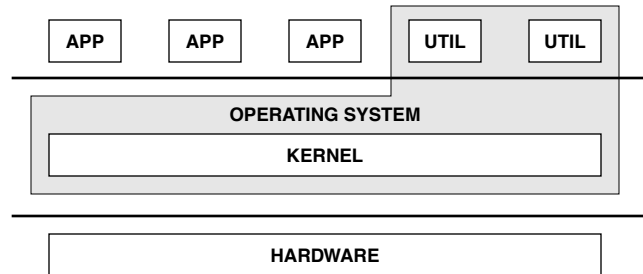 APP APP APP UTIL UTIL
OPERATING SYSTEM
KERNEL
HARDWARE